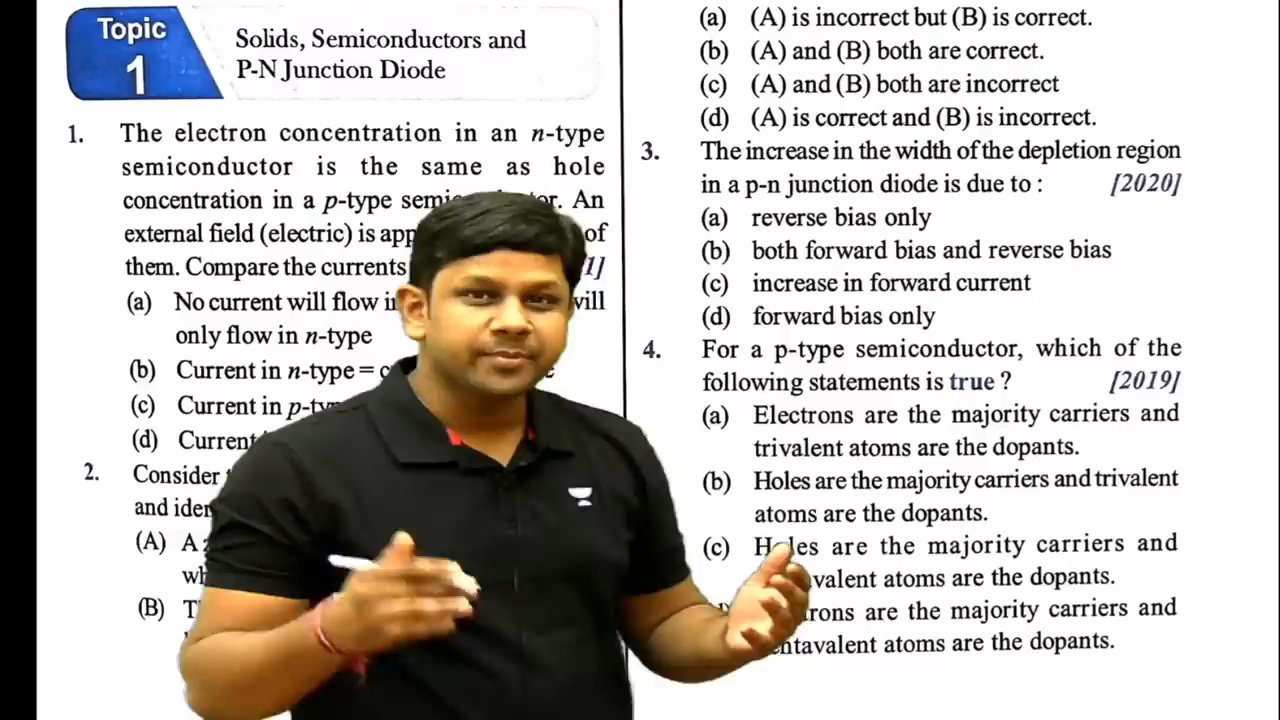 Topic
1
Solids, Semiconductors and
P-N Junction Diode
1. The electron concentration in an n-type
semiconductor is the same as hole
concentration in a p-type An
external field (electric) is of
them. Compare the currents 1]
(a) No current will flow will
only flow in n-type
(b) Current in n-type =
(c) Current in
(d) Current
2. Consider
and
(A) A
(B)
(a) (A) is incorrect but (B) is correct.
(b) (A) and (B) both are correct.
(c) (A) and (B) both are incorrect
(d) (A) is correct and (B) is incorrect.
3. The increase in the width of the depletion region
in a p-n junction diode is due to : [2020]
(a) reverse bias only
(b) both forward bias and reverse bias
(c) increase in forward current
(d) forward bias only
4. For a p-type semiconductor, which of the
following statements is true ? [2019]
(a) Electrons are the majority carriers and
trivalent atoms are the dopants.
(b) Holes are the majority carriers and trivalent
atoms are the dopants.
(c) Holes are the majority carriers and
valent atoms are the dopants.
are the majority carriers and
atoms are the dopants.